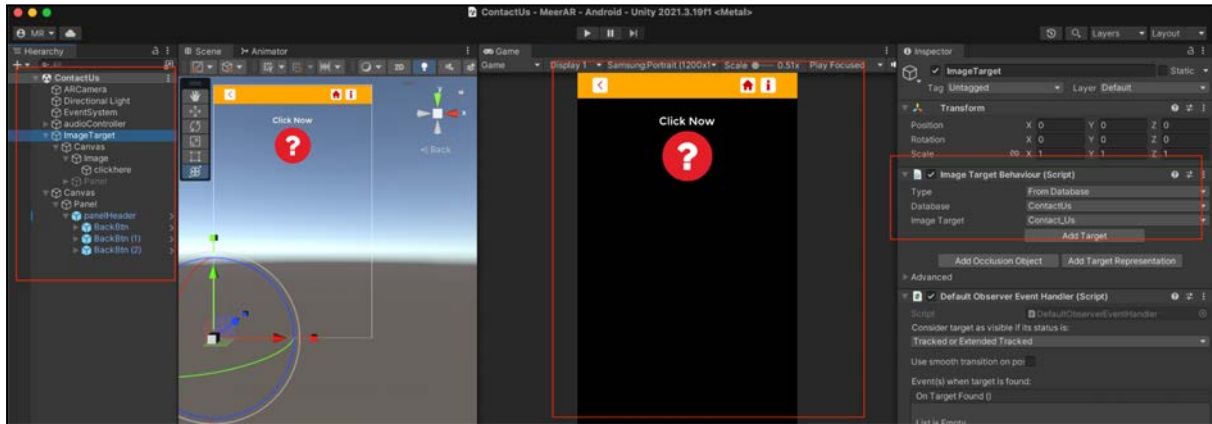 ContactUs - MeerAR - Android - Unity 2021.3.19f1 <Metal>
MR
Layers
Layout
Hierarchy
All
ContactUs
ARCamera
Directional Light
EventSystem
audioController
ImageTarget
Canvas
Image
clickhere
Panel
Canvas
Panel
panelHeader
BackBtn
BackBtn (1)
BackBtn (2)
Scene
Animator
2D
Click Now
?
y
x
Back
Game
Game
Display 1
Samsung Portrait (1200x1
Scale
0.51x
Play Focused
Click Now
?
Inspector
ImageTarget
Static
Tag Untagged
Layer Default
Transform
Position X 0 Y 0 Z 0
Rotation X 0 Y 0 Z 0
Scale X 1 Y 1 Z 1
Image Target Behaviour (Script)
Type From Database
Database ContactUs
Image Target Contact_Us
Add Target
Add Occlusion Object Add Target Representation
Advanced
Default Observer Event Handler (Script)
Script DefaultObserverEventHandler
Consider target as visible if its status is:
Tracked or Extended Tracked
Use smooth transition on po
Event(s) when target is found:
On Target Found ()
List is Empty